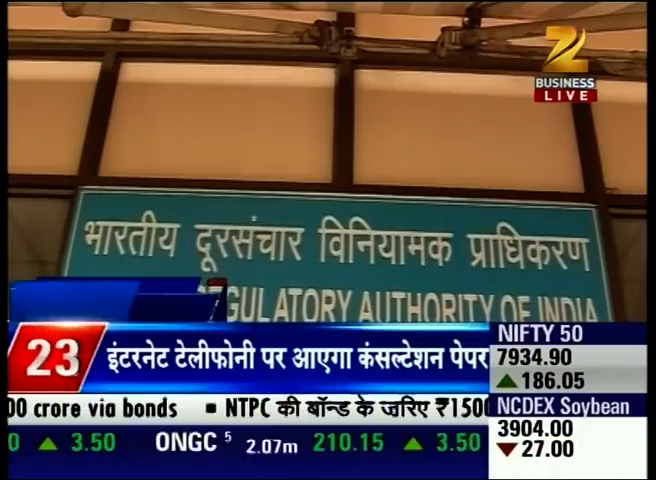 BUSINESS
LIVE
भारतीय दूरसंचार विनियामक प्राधिकरण
REGULATORY AUTHORITY OF INDIA
23 इंटरनेट टेलीफोनी पर आएगा कंसल्टेशन पेपर
NIFTY 50
7934.90
▲ 186.05
00 crore via bonds ■ NTPC की बॉन्ड के ज़रिए ₹1500
NCDEX Soybean
3904.00
▼ 27.00
0 ▲ 3.50 ONGC 5 2.07m 210.15 ▲ 3.50